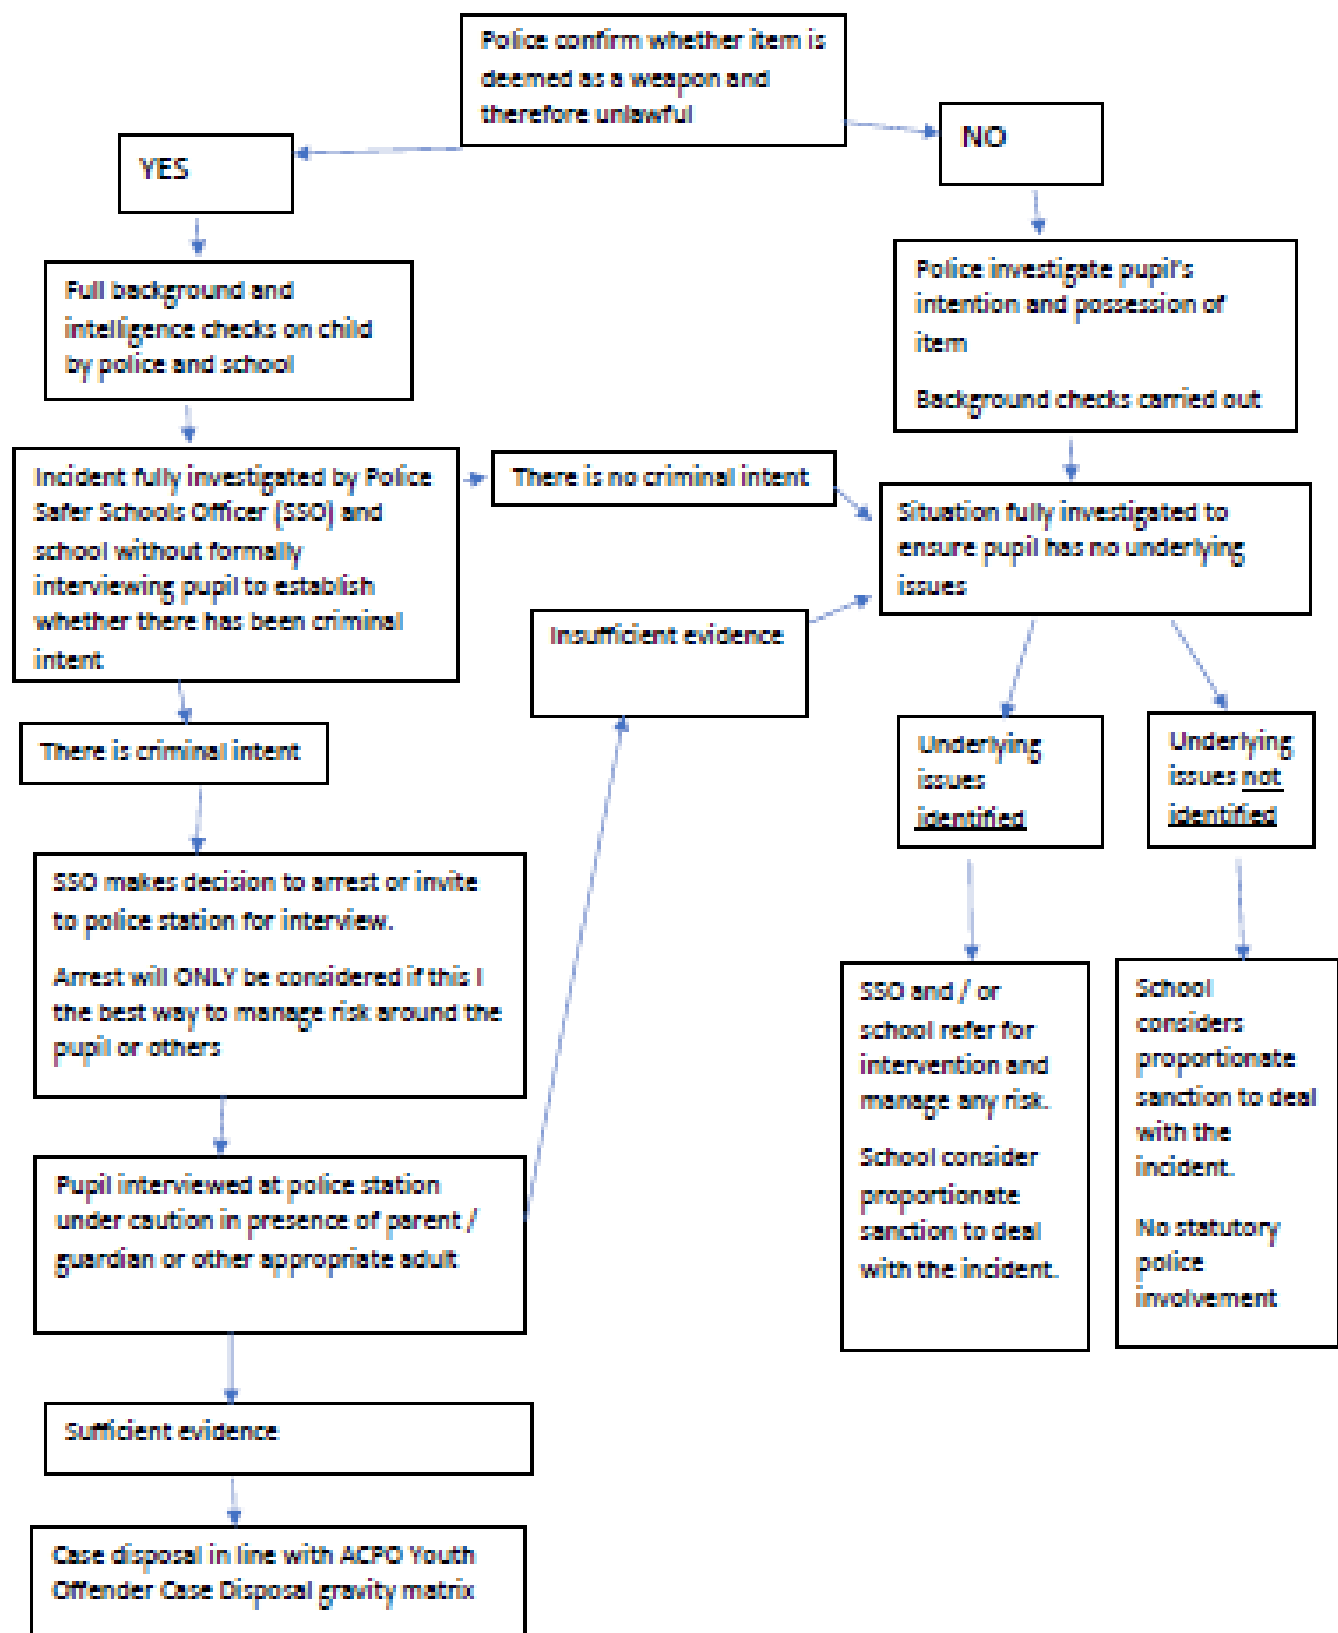 Police confirm whether item is
deemed as a weapon and
therefore unlawful
YES
NO
Full background and
intelligence checks on child
by police and school
Police investigate pupil's
intention and possession of
item
Background checks carried out
Incident fully investigated by Police
Safer Schools Officer (SSO) and
school without formally
interviewing pupil to establish
whether there has been criminal
intent
There is no criminal intent
Situation fully investigated to
ensure pupil has no underlying
issues
Insufficient evidence
There is criminal intent
Underlying
issues
identified
Underlying
issues not
identified
SSO makes decision to arrest or invite
to police station for interview.
Arrest will ONLY be considered if this I
the best way to manage risk around the
pupil or others
SSO and / or
school refer for
intervention and
manage any risk.
School consider
proportionate
sanction to deal
with the incident.
School
considers
proportionate
sanction to deal
with the
incident.
No statutory
police
involvement
Pupil interviewed at police station
under caution in presence of parent /
guardian or other appropriate adult
Sufficient evidence
Case disposal in line with ACPO Youth
Offender Case Disposal gravity matrix